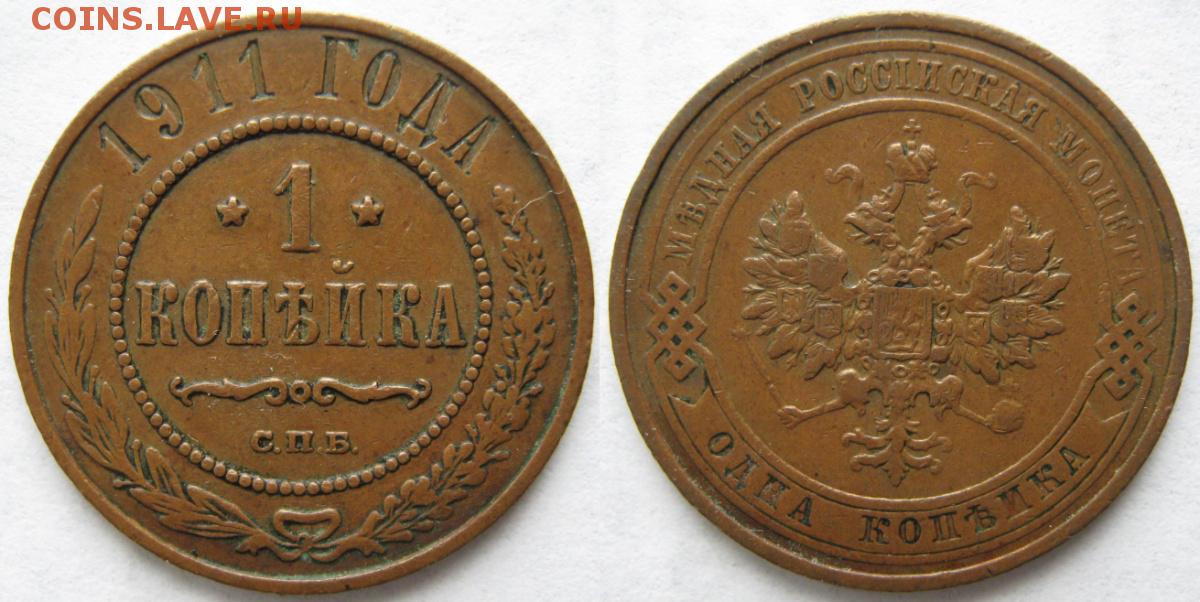 COINS.LAVE.RU
1911 ГОДА
1
КОПѢЙКА
С.П.Б.
МѢДНАЯ РОССІЙСКАЯ МОНЕТА
ОДНА КОПѢЙКА